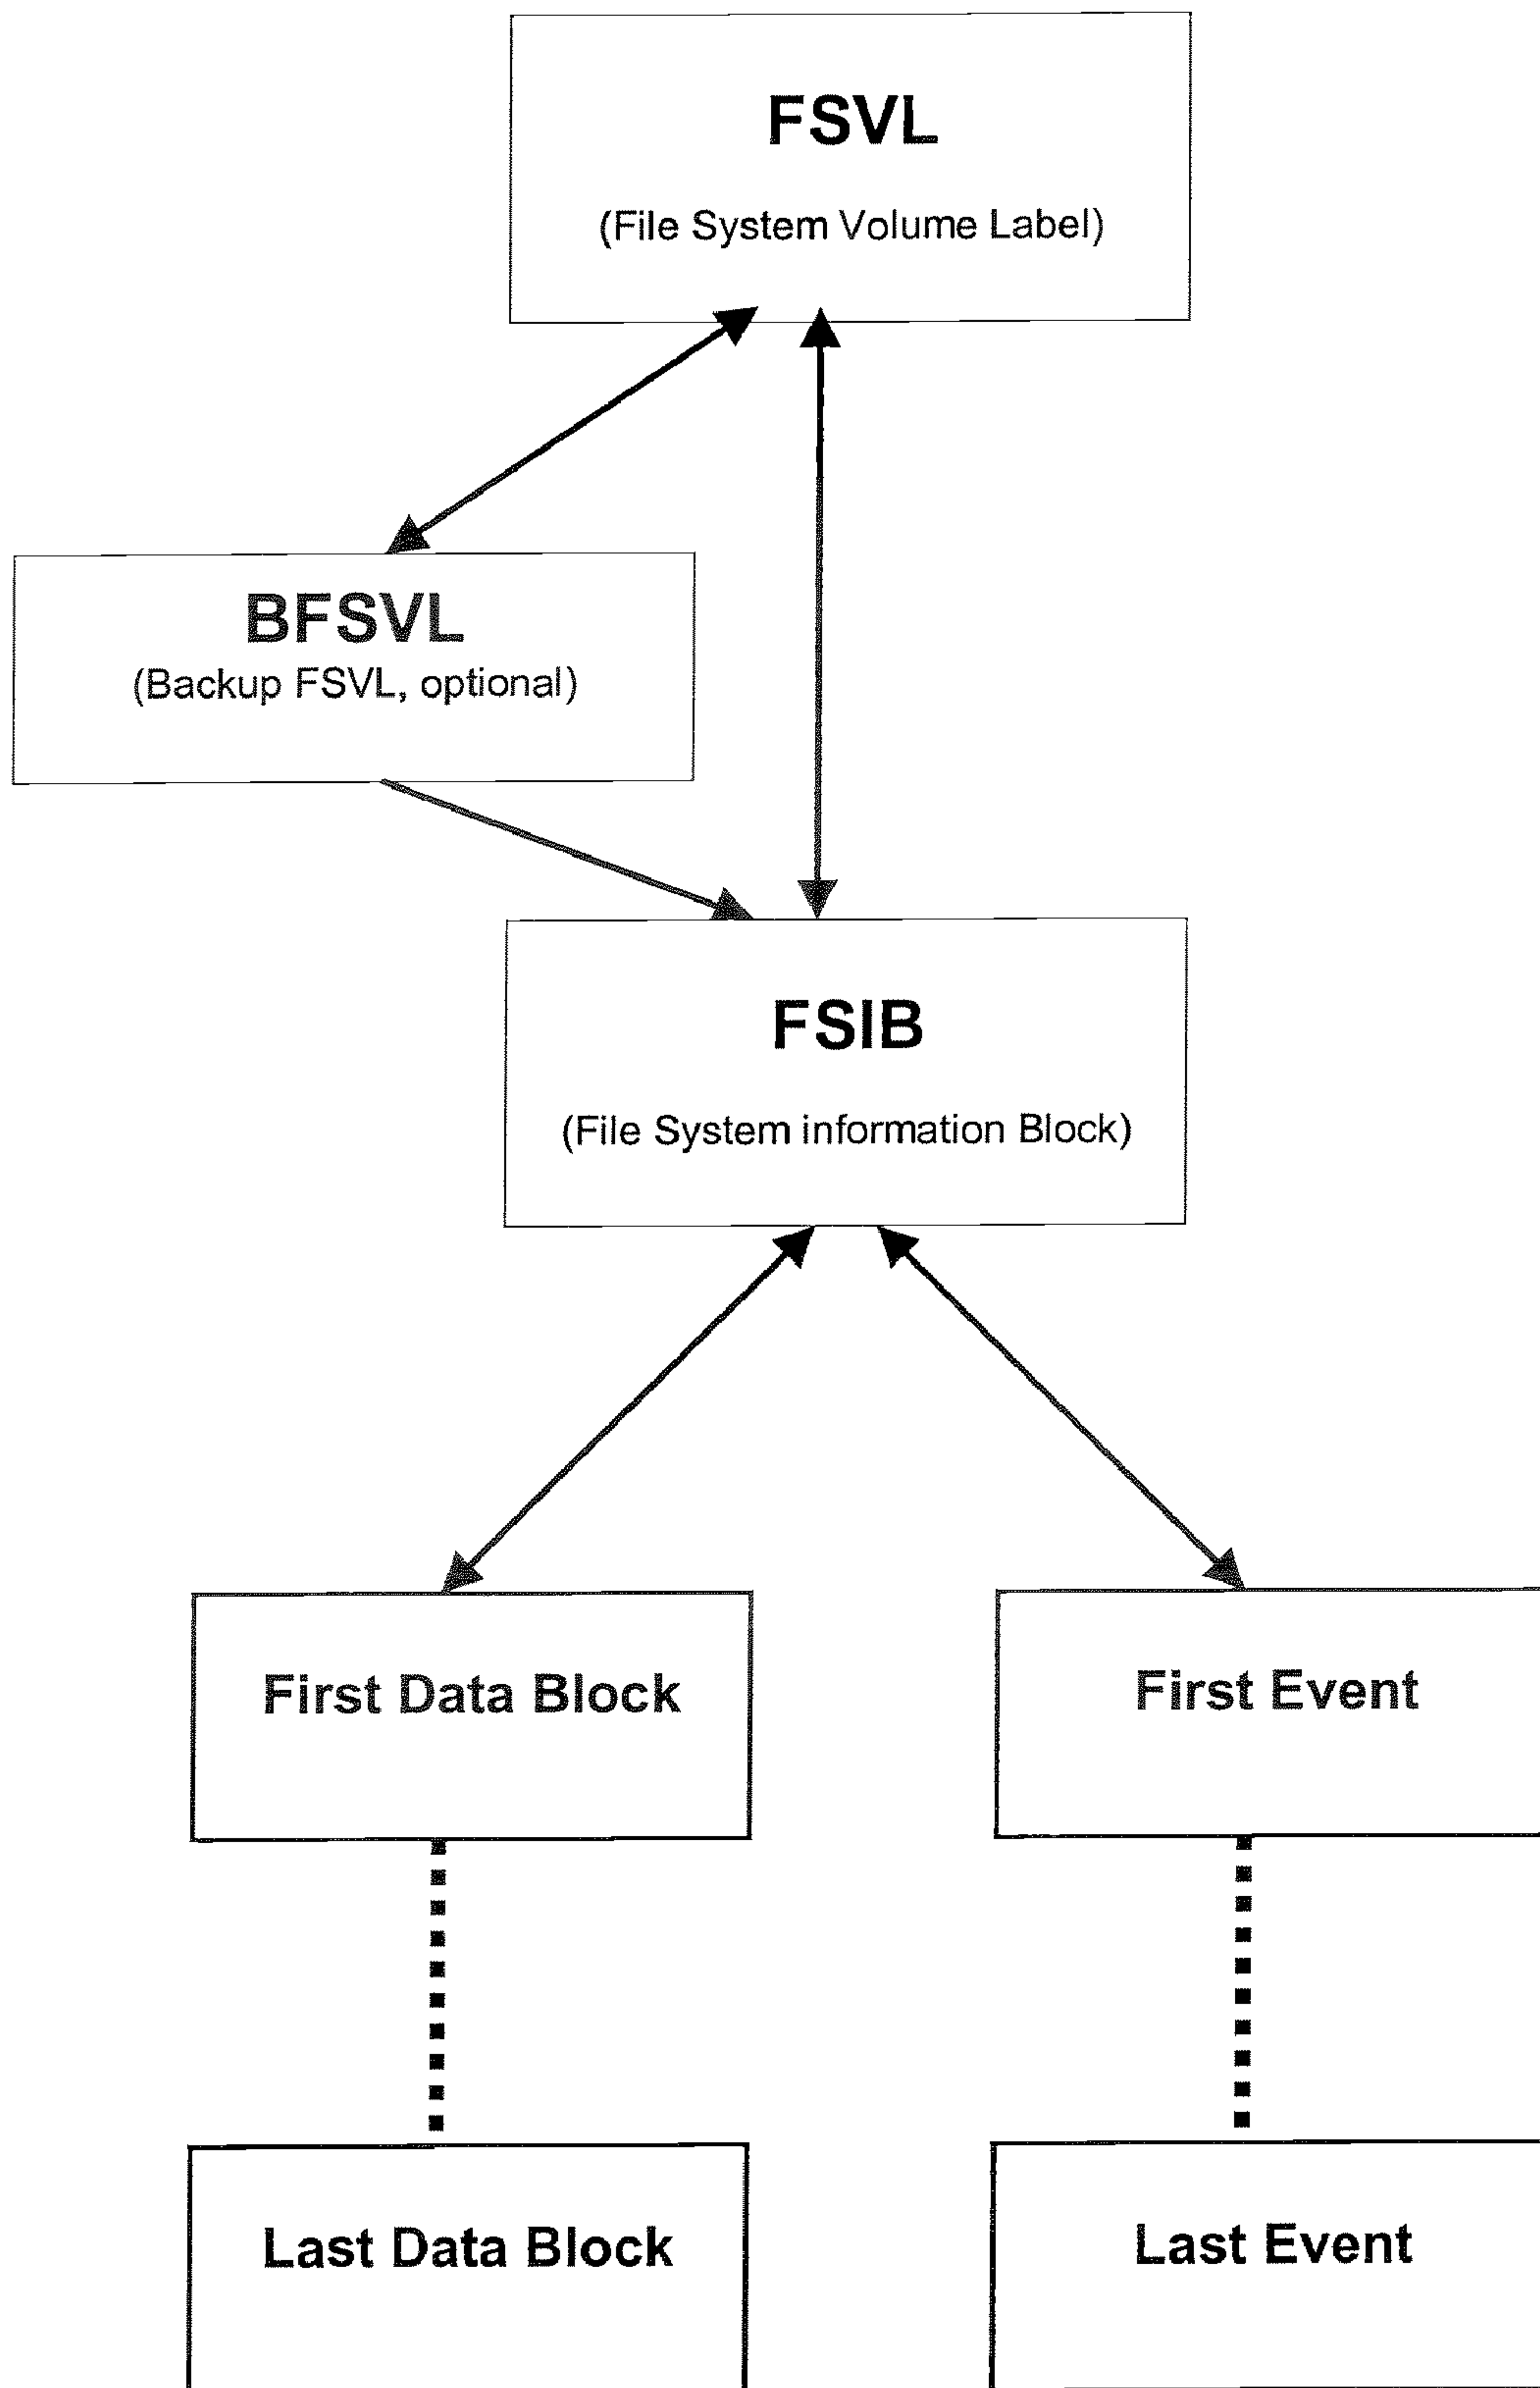 FSVL
(File System Volume Label)
BFSVL
(Backup FSVL, optional)
FSIB
(File System information Block)
First Data Block
First Event
Last Data Block
Last Event